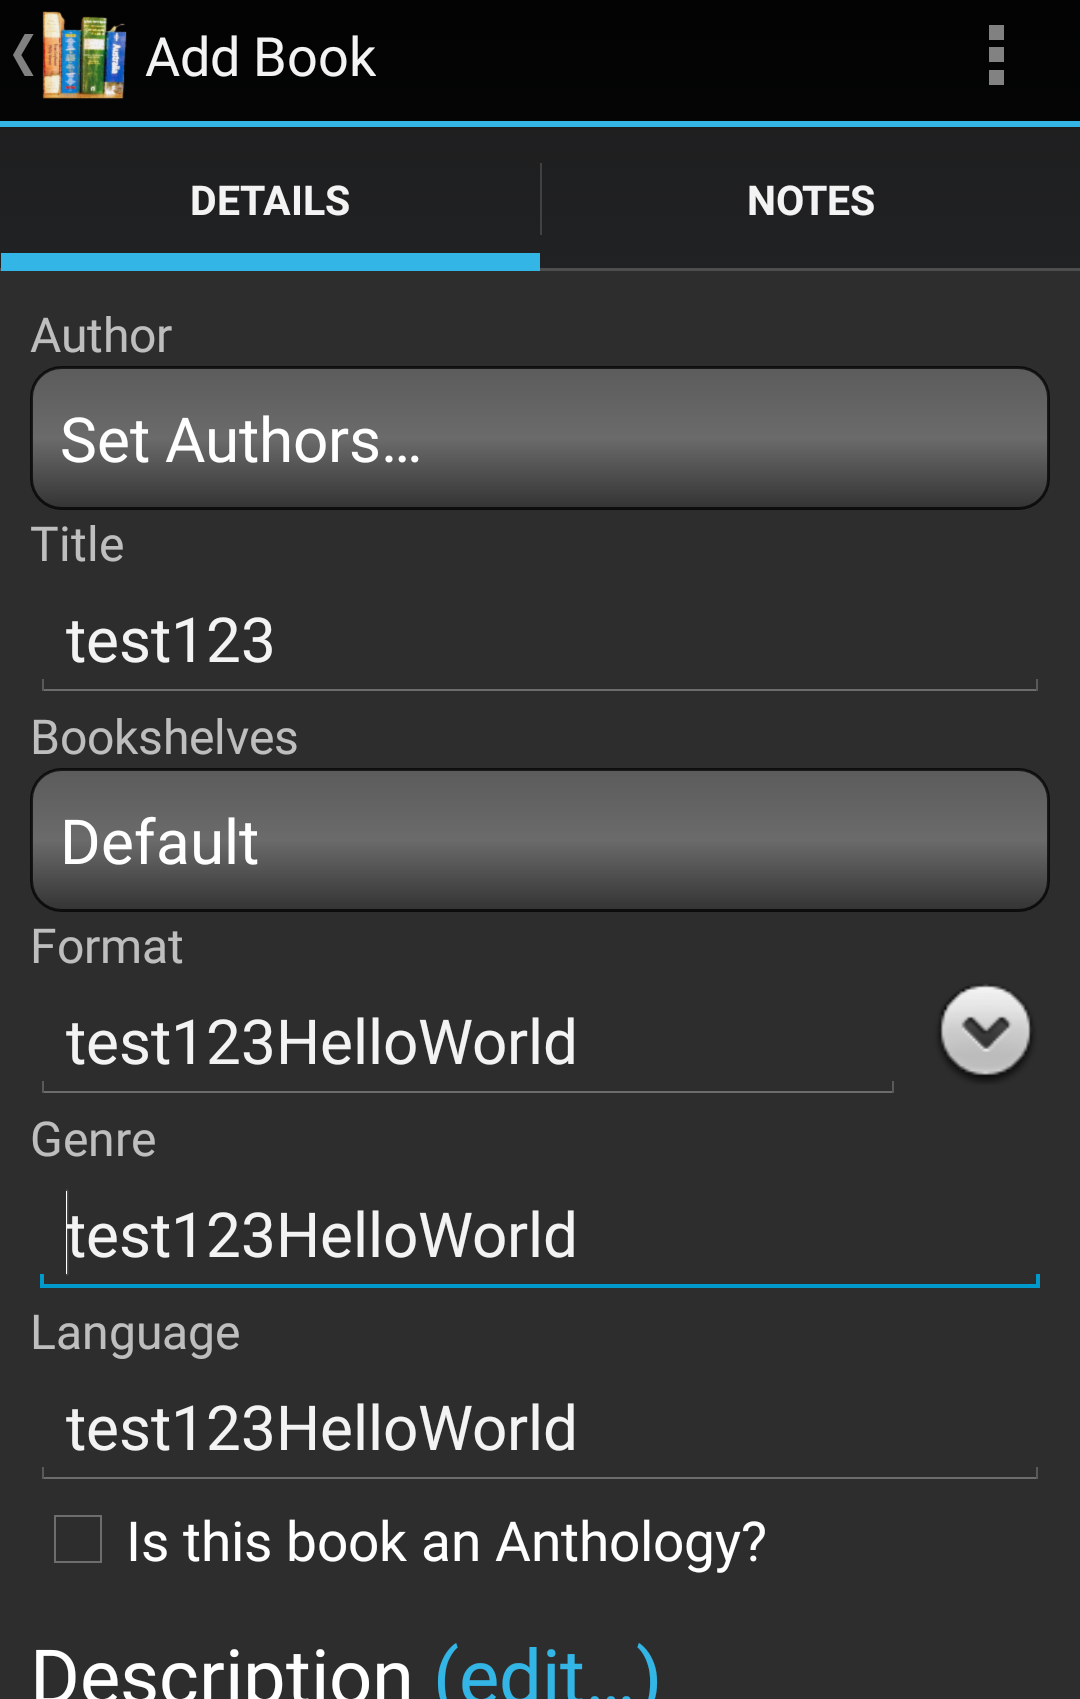 Add Book
DETAILS
NOTES
Author
Set Authors...
Title
test123
Bookshelves
Default
Format
test123HelloWorld
Genre
test123HelloWorld
Language
test123HelloWorld
Is this book an Anthology?
Description (edit...)